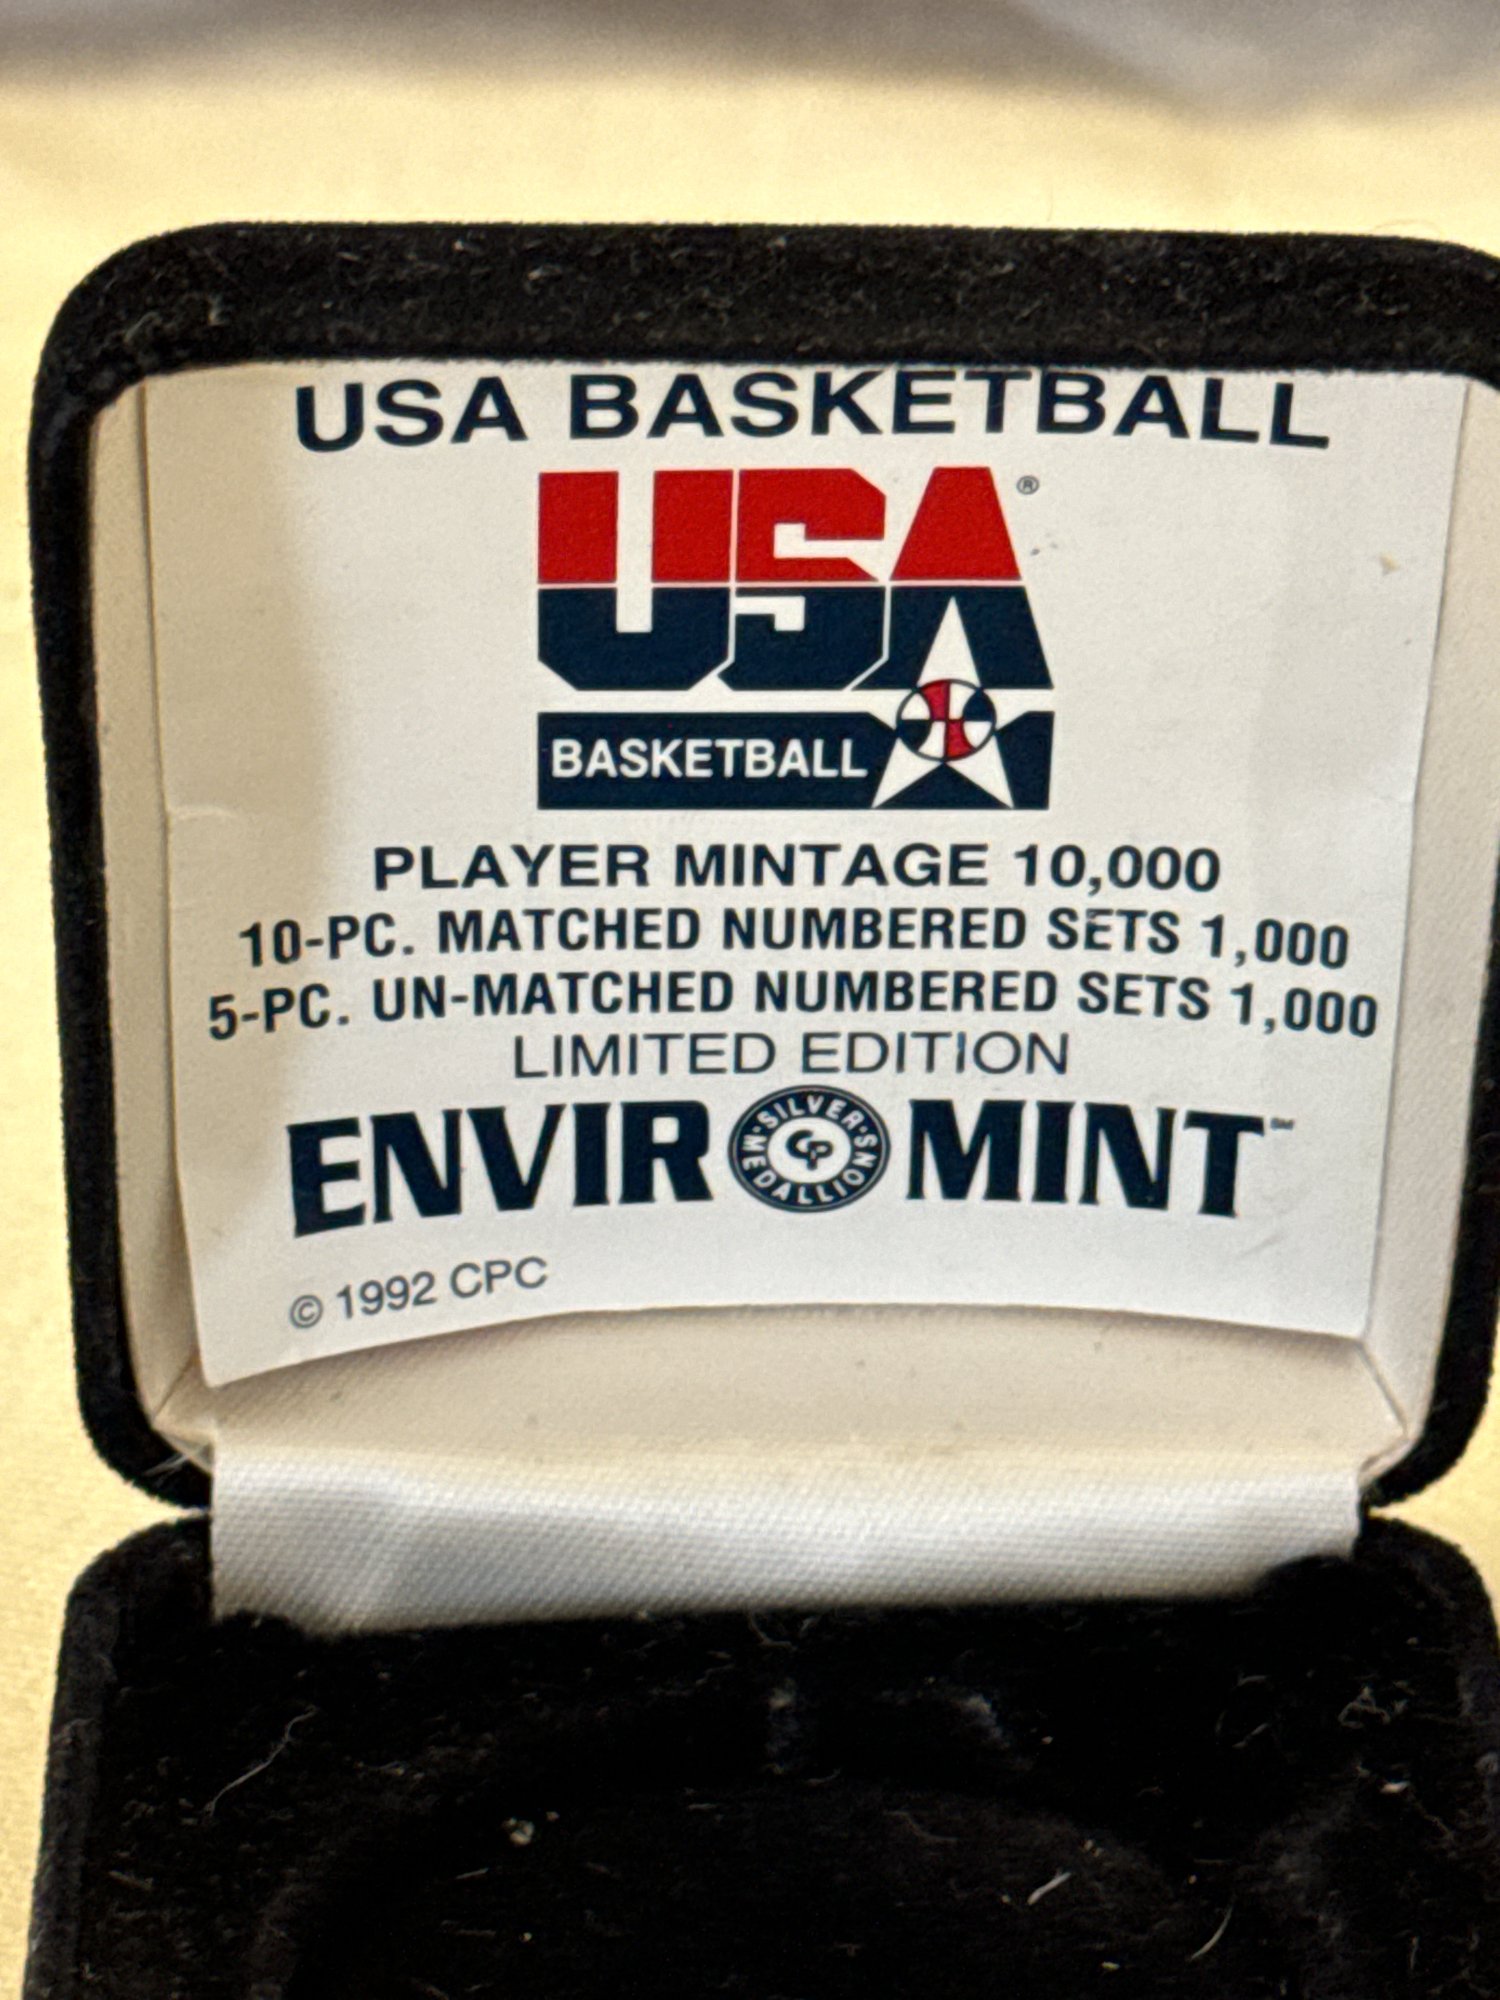 USA BASKETBALL
USA®
BASKETBALL
PLAYER MINTAGE 10,000
10-PC. MATCHED NUMBERED SETS 1,000
5-PC. UN-MATCHED NUMBERED SETS 1,000
LIMITED EDITION
ENVIR SILVER MEDALLIONS CP MINT℠
© 1992 CPC